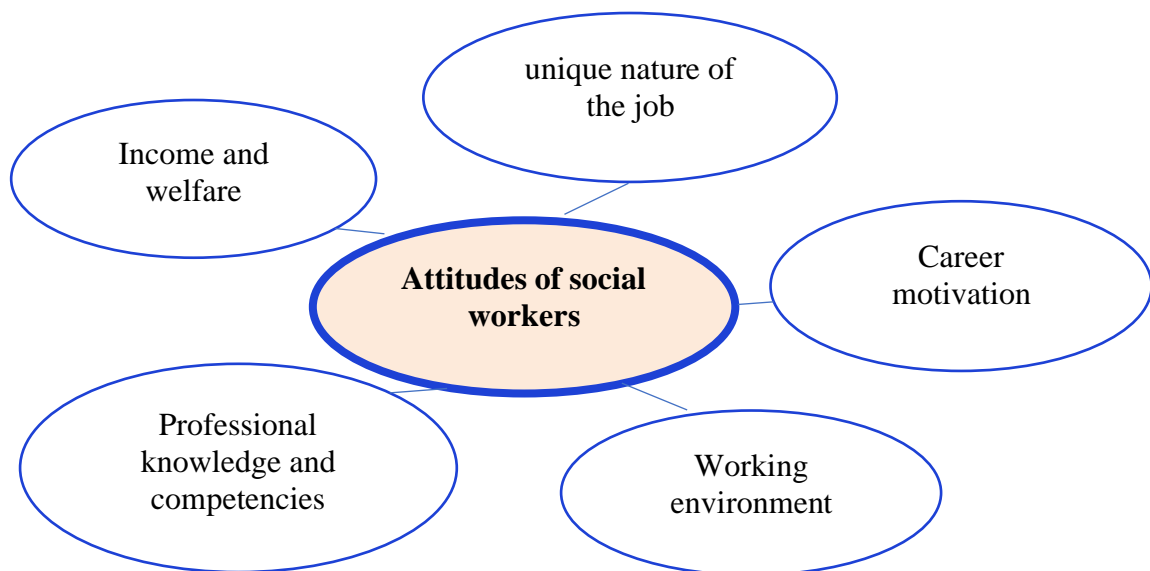 unique nature of
the job
Income and
welfare
Attitudes of social
workers
Career
motivation
Professional
knowledge and
competencies
Working
environment